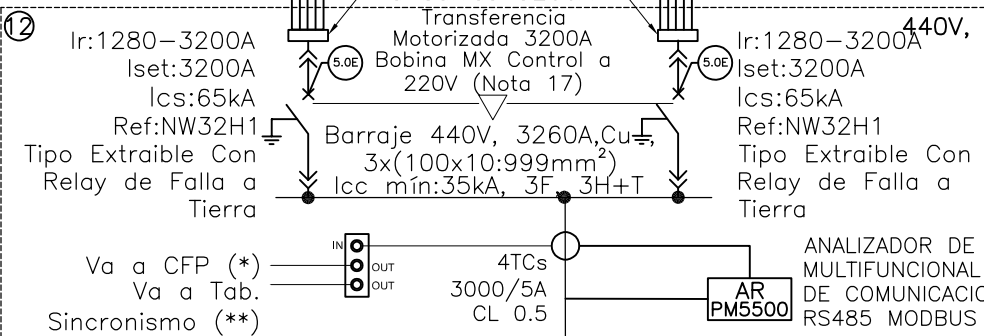 12
Ir:1280-3200A
Iset:3200A
Ics:65kA
Ref:NW32H1
Tipo Extraible Con
Relay de Falla a
Tierra
Transferencia
Motorizada 3200A
Bobina MX Control a
220V (Nota 17)
5.0E
5.0E
Barraje 440V, 3260A,Cu ,
3x(100x10:999mm²)
Icc mín:35kA, 3F, 3H+T
440V,
Ir:1280-3200A
Iset:3200A
Ics:65kA
Ref:NW32H1
Tipo Extraible Con
Relay de Falla a
Tierra
IN
OUT
OUT
Va a CFP (*)
Va a Tab.
Sincronismo (**)
4TCs
3000/5A
CL 0.5
AR
PM5500
ANALIZADOR DE
MULTIFUNCIONAL
DE COMUNICACIO
RS485 MODBUS